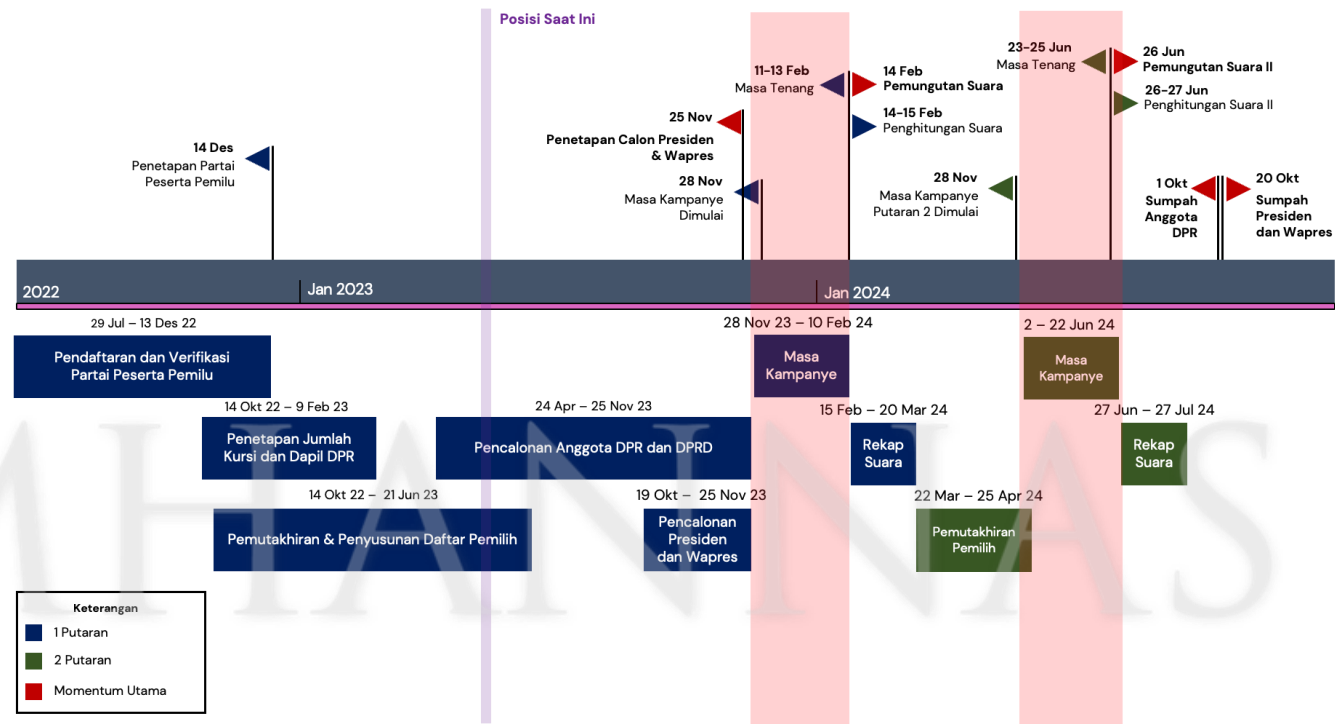 Posisi Saat Ini
14 Des
Penetapan Partai
Peserta Pemilu
25 Nov
Penetapan Calon Presiden
& Wapres
28 Nov
Masa Kampanye
Dimulai
11-13 Feb
Masa Tenang
14 Feb
Pemungutan Suara
14-15 Feb
Penghitungan Suara
28 Nov
Masa Kampanye
Putaran 2 Dimulai
23-25 Jun
Masa Tenang
26 Jun
Pemungutan Suara II
26-27 Jun
Penghitungan Suara II
1 Okt
Sumpah
Anggota
DPR
20 Okt
Sumpah
Presiden
dan Wapres
2022
Jan 2023
Jan 2024
29 Jul – 13 Des 22
Pendaftaran dan Verifikasi
Partai Peserta Pemilu
28 Nov 23 – 10 Feb 24
Masa
Kampanye
2 – 22 Jun 24
Masa
Kampanye
14 Okt 22 – 9 Feb 23
Penetapan Jumlah
Kursi dan Dapil DPR
24 Apr – 25 Nov 23
Pencalonan Anggota DPR dan DPRD
15 Feb – 20 Mar 24
Rekap
Suara
27 Jun – 27 Jul 24
Rekap
Suara
14 Okt 22 – 21 Jun 23
Pemutakhiran & Penyusunan Daftar Pemilih
19 Okt – 25 Nov 23
Pencalonan
Presiden
dan Wapres
22 Mar – 25 Apr 24
Pemutakhiran
Pemilih
MHANNAS
Keterangan
1 Putaran
2 Putaran
Momentum Utama